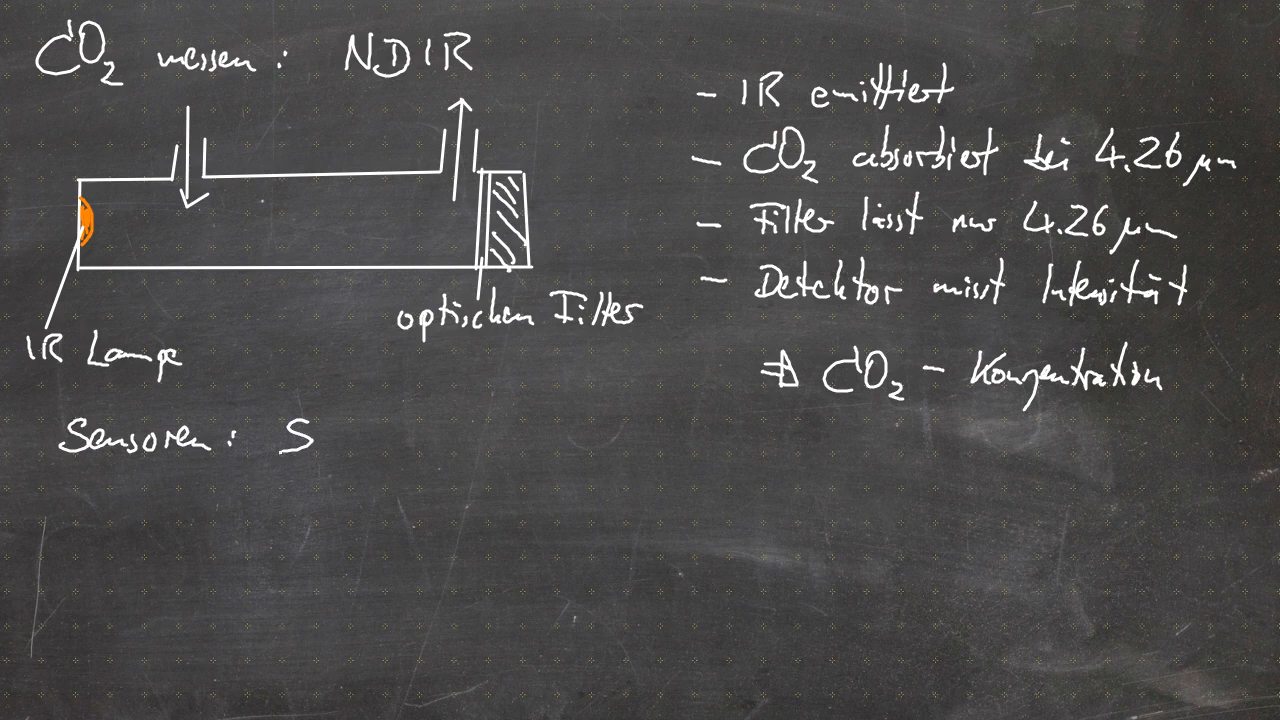 CO₂ messen: NDIR
IR Lampe
optischen Filter
Sensoren: S
- IR emittiert
- CO₂ absorbiert bei 4.26 µm
- Filter lässt nur 4.26 µm
- Detektor misst Intensität
⇒ CO₂ - Konzentration